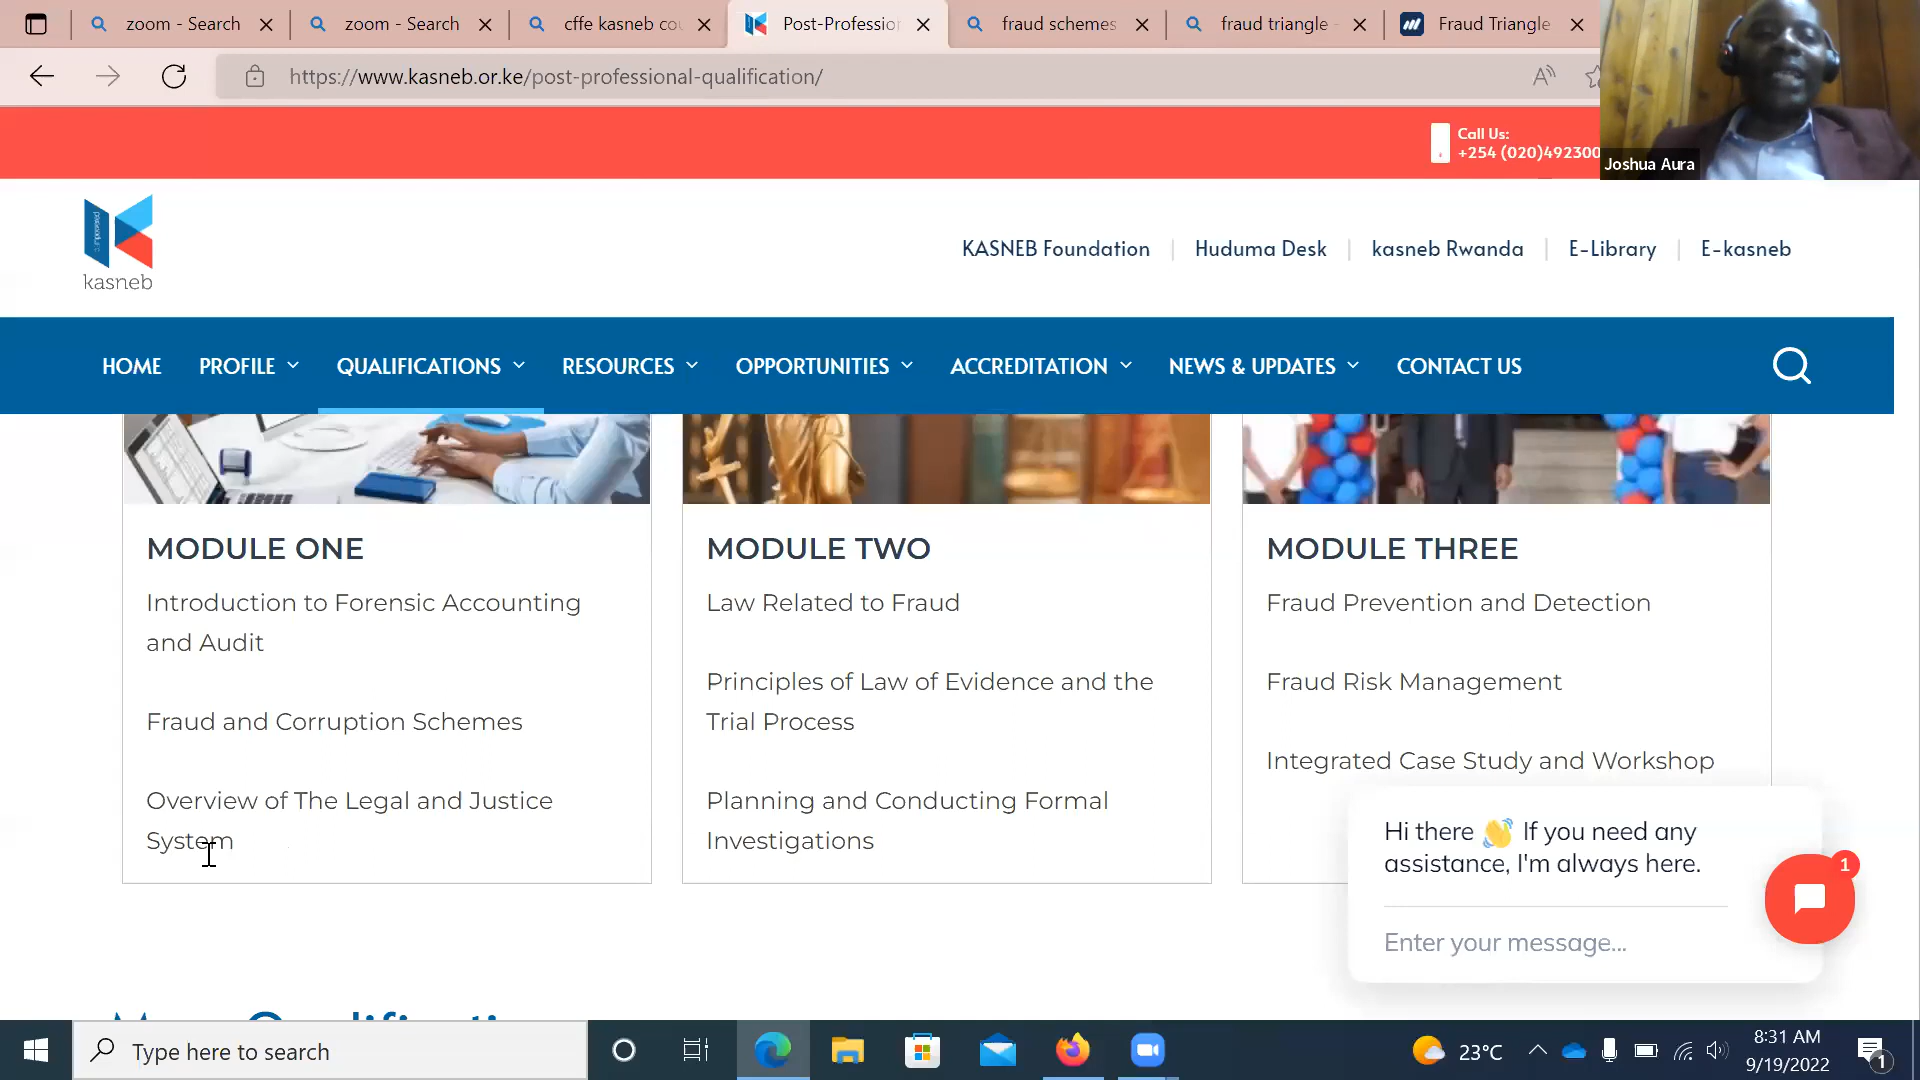 zoom - Search
zoom - Search
cffe kasneb cou
Post-Professio
fraud schemes
fraud triangle -
Fraud Triangle
https://www.kasneb.or.ke/post-professional-qualification/
Call Us:
+254 (020)492300
Joshua Aura
kasneb
KASNEB Foundation
Huduma Desk
kasneb Rwanda
E-Library
E-kasneb
HOME
PROFILE
QUALIFICATIONS
RESOURCES
OPPORTUNITIES
ACCREDITATION
NEWS & UPDATES
CONTACT US
MODULE ONE
Introduction to Forensic Accounting
and Audit
Fraud and Corruption Schemes
Overview of The Legal and Justice
System
MODULE TWO
Law Related to Fraud
Principles of Law of Evidence and the
Trial Process
Planning and Conducting Formal
Investigations
MODULE THREE
Fraud Prevention and Detection
Fraud Risk Management
Integrated Case Study and Workshop
Hi there 👋 If you need any
assistance, I'm always here.
1
Enter your message...
Type here to search
23°C
8:31 AM
9/19/2022
1